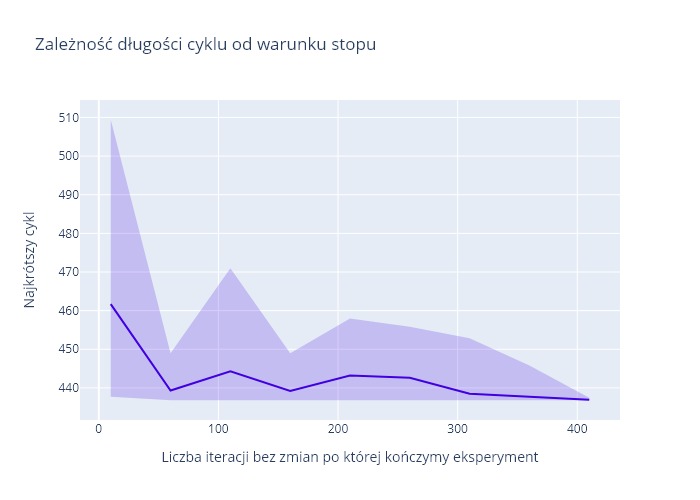 Zależność długości cyklu od warunku stopu
Najkrótszy cykl
510
500
490
480
470
460
450
440
0 100 200 300 400
Liczba iteracji bez zmian po której kończymy eksperyment